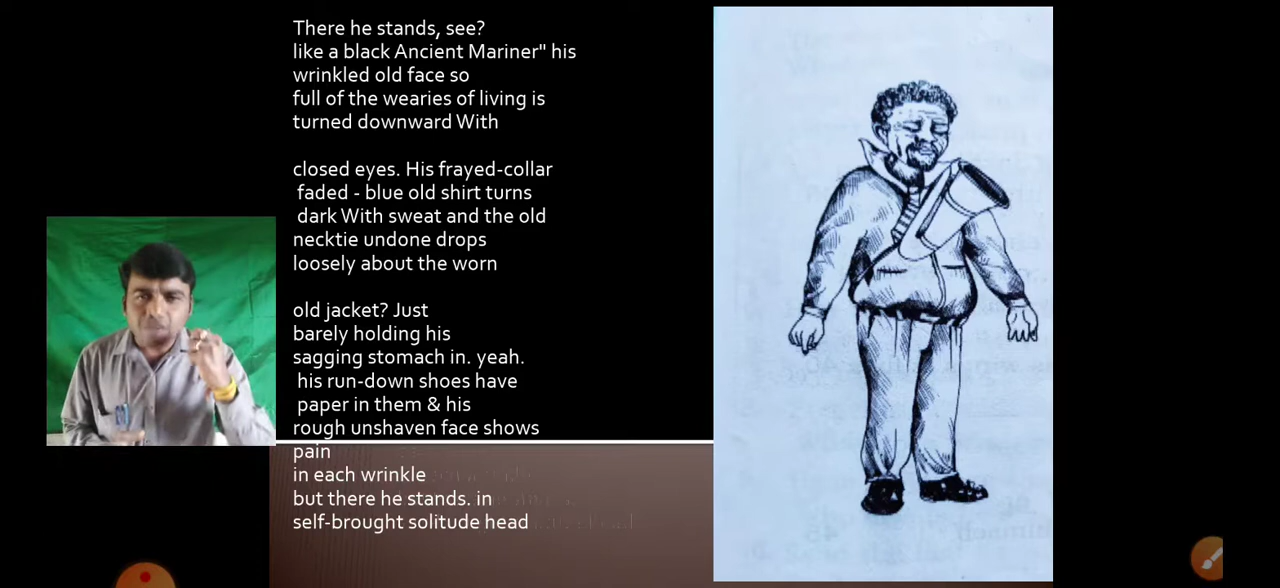 There he stands, see?
like a black Ancient Mariner" his
wrinkled old face so
full of the wearies of living is
turned downward With
closed eyes. His frayed-collar
faded - blue old shirt turns
dark With sweat and the old
necktie undone drops
loosely about the worn
old jacket? Just
barely holding his
sagging stomach in. yeah.
his run-down shoes have
paper in them & his
rough unshaven face shows
pain
in each wrinkle
but there he stands. in
self-brought solitude head